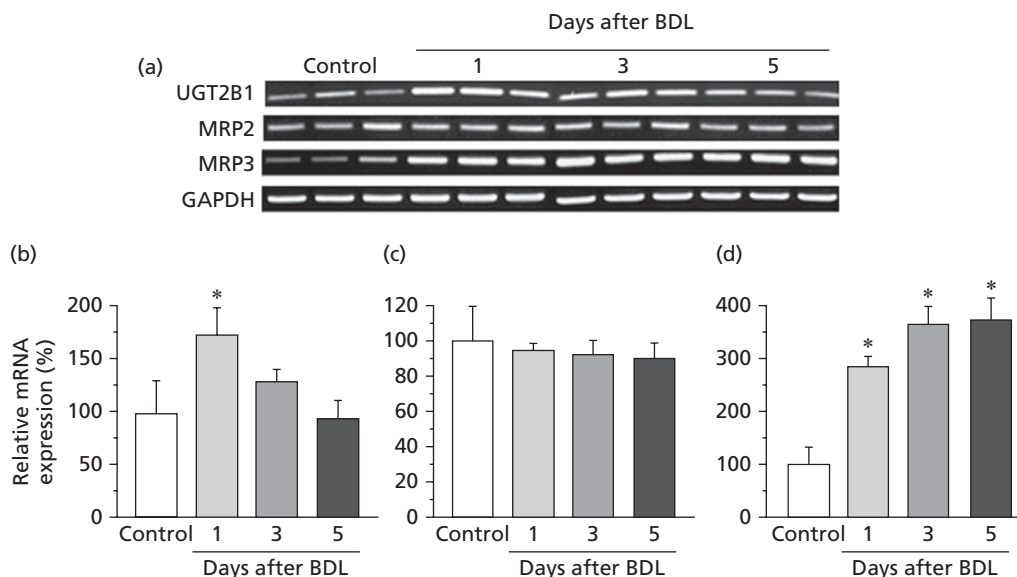 Days after BDL
(a) Control 1 3 5
UGT2B1
MRP2
MRP3
GAPDH
(b)
Relative mRNA
expression (%)
200
150
100
50
0
*
Control 1 3 5
Days after BDL
(c)
120
100
80
60
40
20
0
Control 1 3 5
Days after BDL
(d)
400
300
200
100
0
* * *
Control 1 3 5
Days after BDL